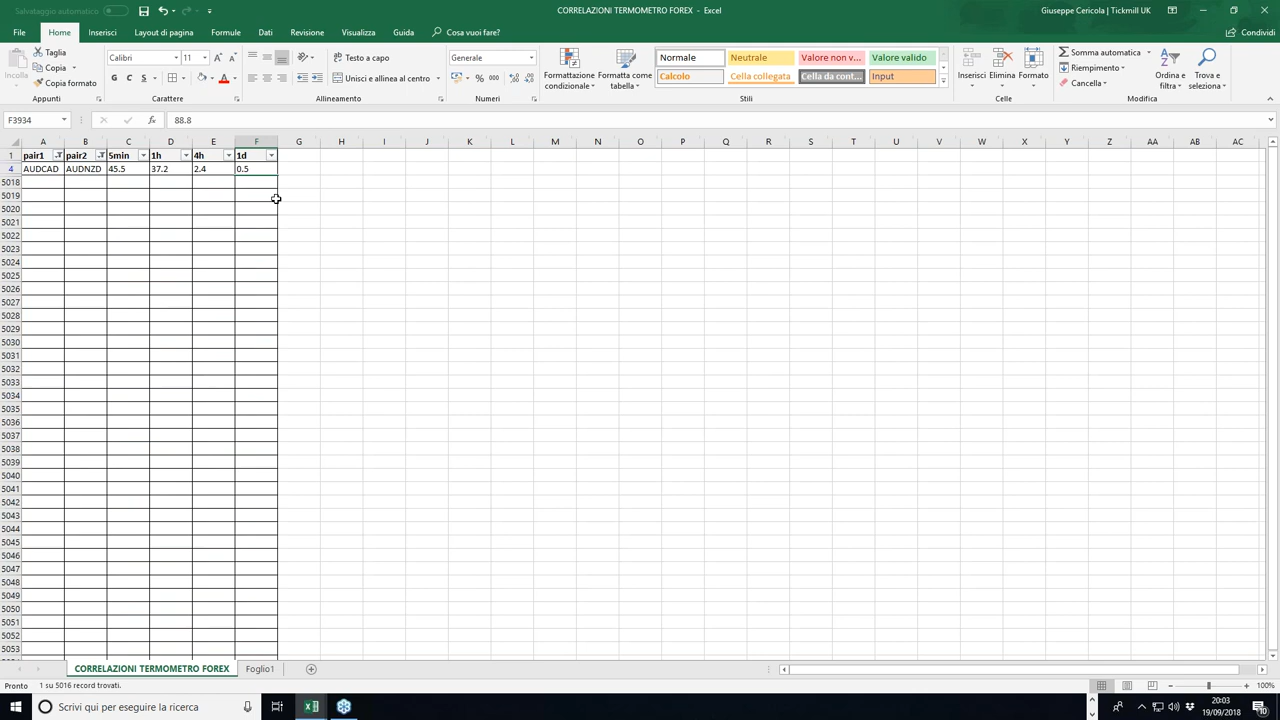 Salvataggio automatico
CORRELAZIONI TERMOMETRO FOREX - Excel
Giuseppe Cericola | Tickmill UK
File Home Inserisci Layout di pagina Formule Dati Revisione Visualizza Guida Cosa vuoi fare? Condividi
Incolla
Taglia
Copia
Copia formato
Appunti
Calibri 11
G C S
Carattere
Testo a capo
Unisci e allinea al centro
Allineamento
Generale
% 000
Numeri
Formattazione condizionale
Formatta come tabella
Normale Neutrale Valore non v... Valore valido
Calcolo Cella collegata Cella da cont... Input
Stili
Inserisci Elimina Formato
Celle
Somma automatica
Riempimento
Cancella
Ordina e filtra
Trova e seleziona
Modifica
F3934 fx 88.8
A B C D E F G H I J K L M N O P Q R S T U V W X Y Z AA AB AC
1 pair1 pair2 5min 1h 4h 1d
4 AUDCAD AUDNZD 45.5 37.2 2.4 0.5
5018
5019
5020
5021
5022
5023
5024
5025
5026
5027
5028
5029
5030
5031
5032
5033
5034
5035
5036
5037
5038
5039
5040
5041
5042
5043
5044
5045
5046
5047
5048
5049
5050
5051
5052
5053
CORRELAZIONI TERMOMETRO FOREX Foglio1
Pronto 1 su 5016 record trovati. 100%
Scrivi qui per eseguire la ricerca
20:03
19/09/2018
10